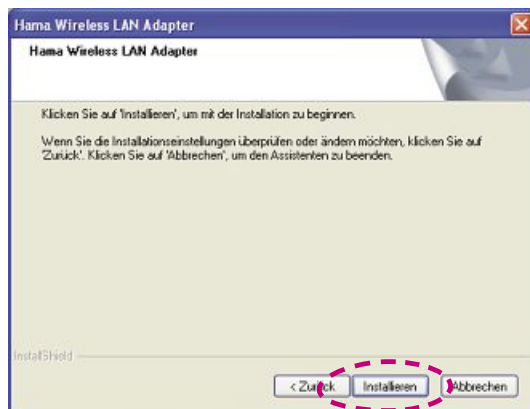 Hama Wireless LAN Adapter
Hama Wireless LAN Adapter
Klicken Sie auf 'Installieren', um mit der Installation zu beginnen.
Wenn Sie die Installationseinstellungen überprüfen oder ändern möchten, klicken Sie auf
'Zurück'. Klicken Sie auf 'Abbrechen', um den Assistenten zu beenden.
InstallShield
< Zurück Installieren Abbrechen